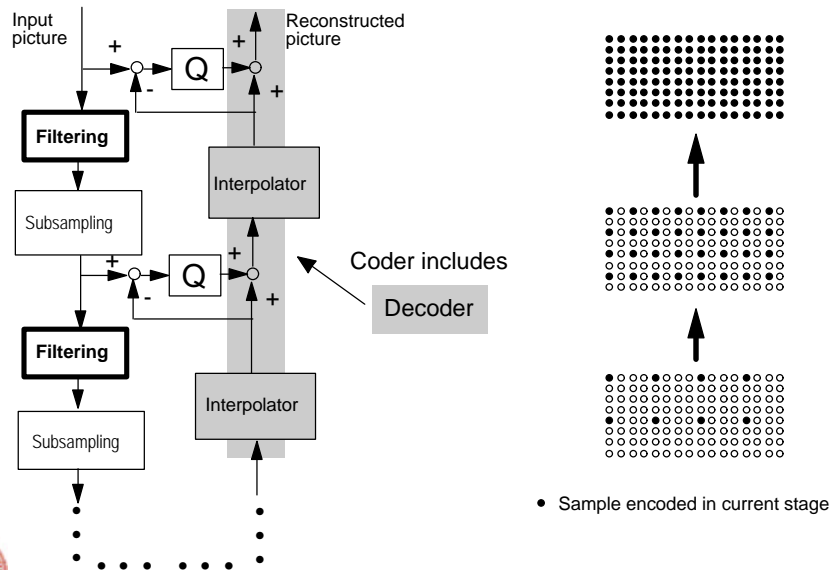 Input
picture
Reconstructed
picture
+
+
-
Q
+
Filtering
Interpolator
Subsampling
+
+
-
Q
+
Coder includes
Decoder
Filtering
Interpolator
Subsampling
• Sample encoded in current stage